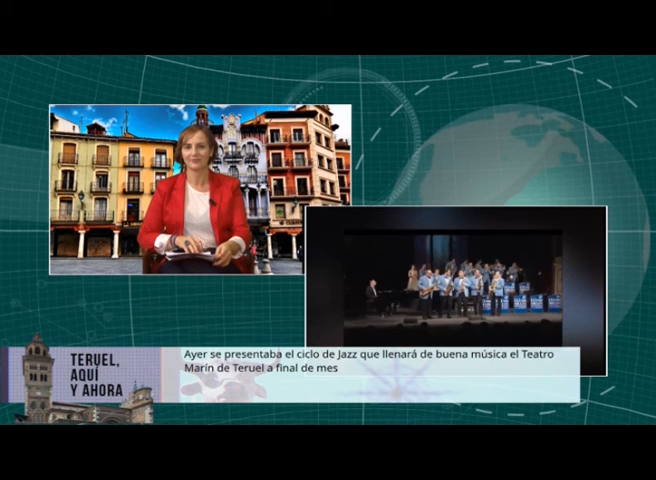 TERUEL,
AQUÍ
Y AHORA
Ayer se presentaba el ciclo de Jazz que llenará de buena música el Teatro
Marín de Teruel a final de mes